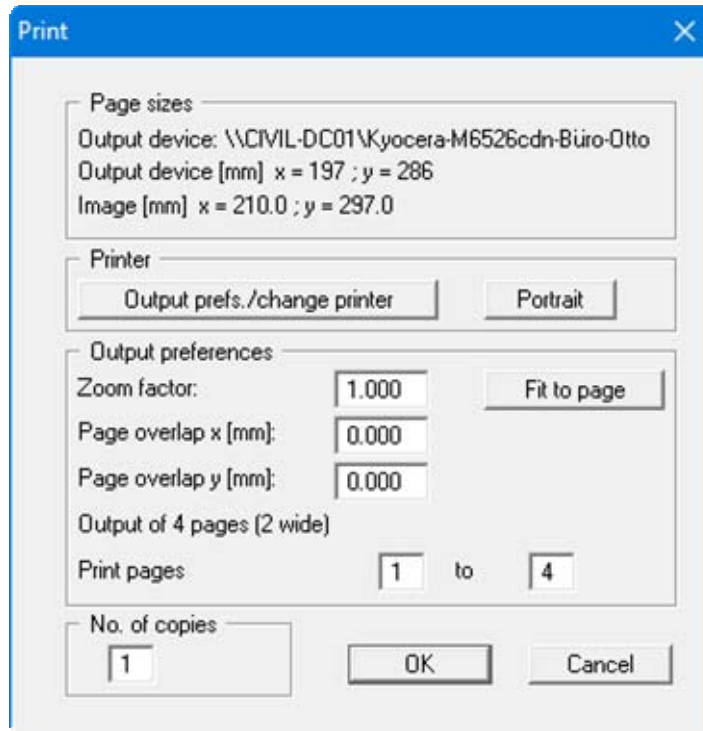 Print
Page sizes
Output device: \\CIVIL-DC01\Kyocera-M6526cdn-Büro-Otto
Output device [mm] x = 197 ; y = 286
Image [mm] x = 210.0 ; y = 297.0
Printer
Output prefs./change printer Portrait
Output preferences
Zoom factor: 1.000 Fit to page
Page overlap x [mm]: 0.000
Page overlap y [mm]: 0.000
Output of 4 pages (2 wide)
Print pages 1 to 4
No. of copies
1 OK Cancel